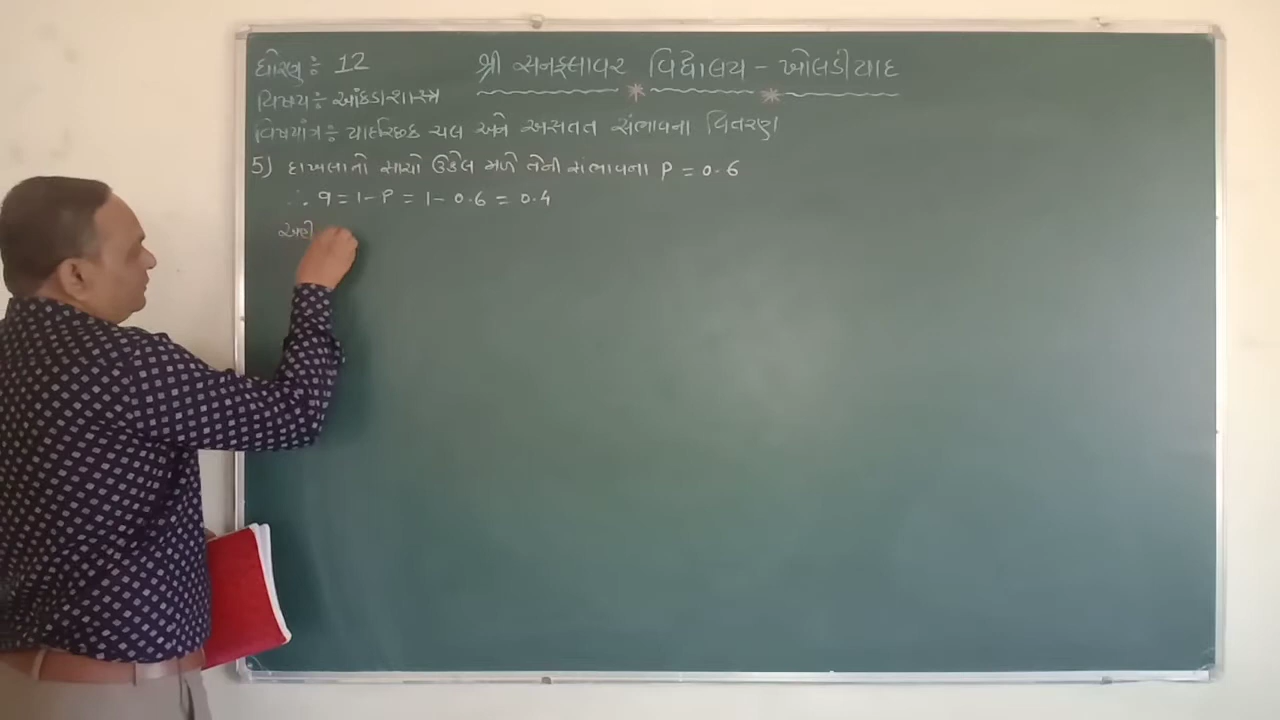 ધોરણ ÷ 12
શ્રી સનફ્લાવર વિદ્યાલય - ખોલડીયાદ
વિષય ÷ આંકડાશાસ્ત્ર
વિષયાંગ ÷ યાદચ્છિક ચલ અને અસતત સંભાવના વિતરણ
5) દાખલાનો સાચો ઉકેલ મળે તેની સંભાવના P = 0.6
∴ q = 1 - P = 1 - 0.6 = 0.4
અહીં